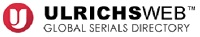 U ULRICHSWEB™
GLOBAL SERIALS DIRECTORY